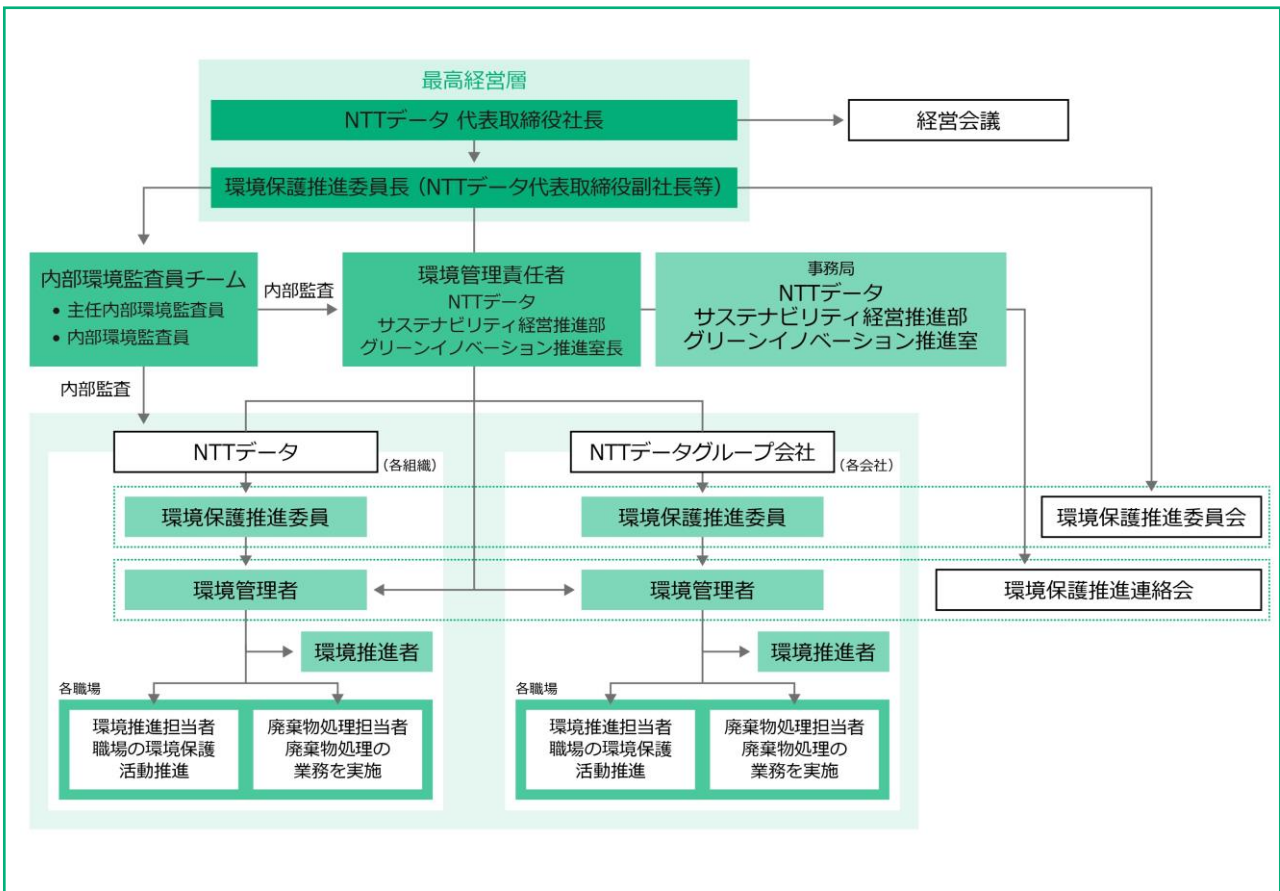 最高経営層
NTTデータ 代表取締役社長
経営会議
環境保護推進委員長（NTTデータ代表取締役副社長等）
内部環境監査員チーム
• 主任内部環境監査員
• 内部環境監査員
内部監査
環境管理責任者
NTTデータ
サステナビリティ経営推進部
グリーンイノベーション推進室長
事務局
NTTデータ
サステナビリティ経営推進部
グリーンイノベーション推進室
内部監査
NTTデータ
（各組織）
NTTデータグループ会社
（各会社）
環境保護推進委員
環境保護推進委員
環境保護推進委員会
環境管理者
環境管理者
環境保護推進連絡会
環境推進者
環境推進者
各職場
環境推進担当者
職場の環境保護
活動推進
廃棄物処理担当者
廃棄物処理の
業務を実施
各職場
環境推進担当者
職場の環境保護
活動推進
廃棄物処理担当者
廃棄物処理の
業務を実施